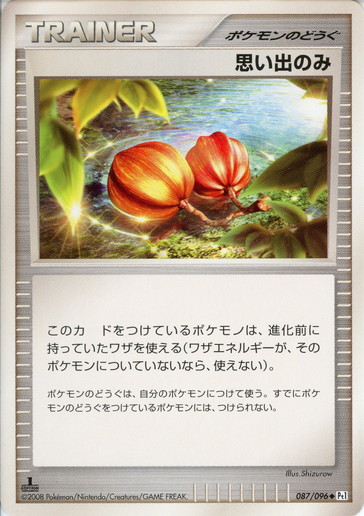 TRAINER
ポケモンのどうぐ
思い出のみ
このカードをつけているポケモンは、進化前に
持っていたワザを使える(ワザエネルギーが、その
ポケモンについていないなら、使えない)。
ポケモンのどうぐは、自分のポケモンにつけて使う。すでにポケ
モンのどうぐをつけているポケモンには、つけられない。
Illus. Shizurow
1
EDITION
©2008 Pokémon/Nintendo/Creatures/GAME FREAK.
087/096◆
Pt1